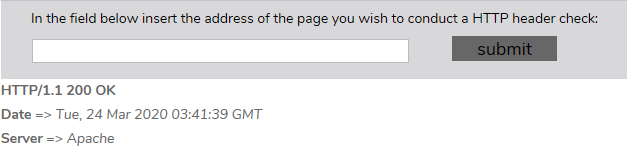 In the field below insert the address of the page you wish to conduct a HTTP header check:
submit
HTTP/1.1 200 OK
Date => Tue, 24 Mar 2020 03:41:39 GMT
Server => Apache